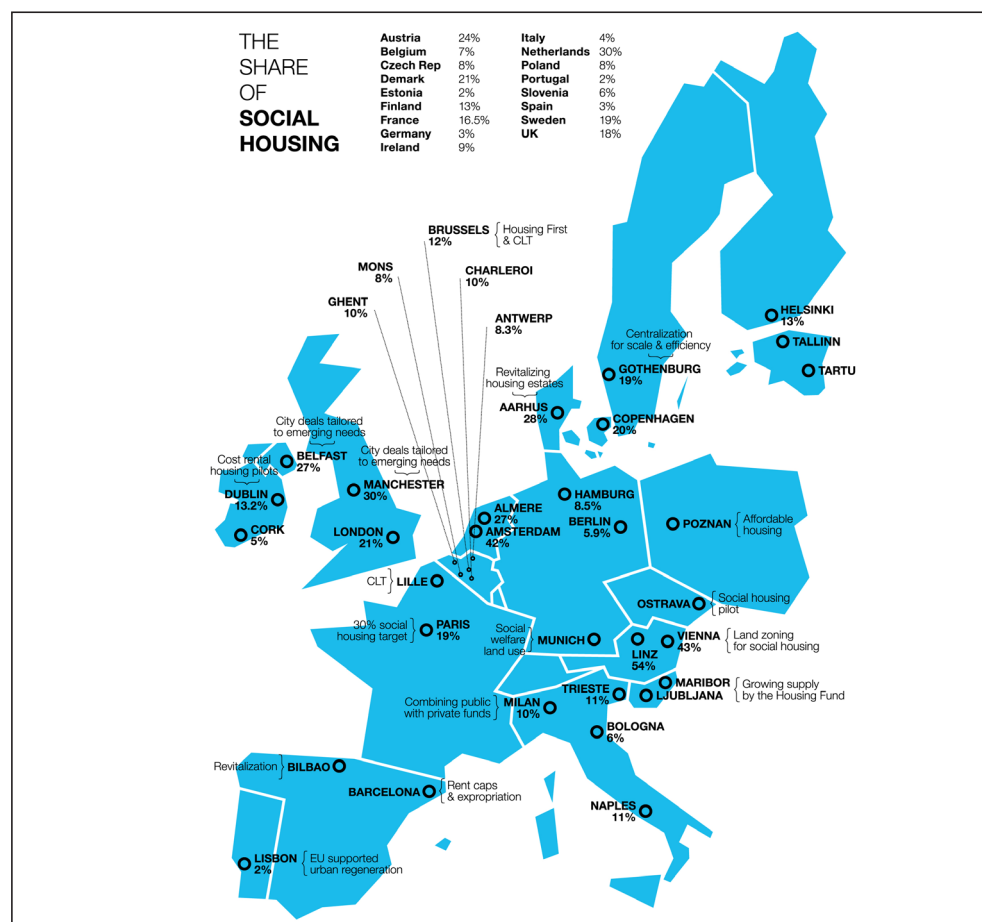 THE
SHARE
OF
SOCIAL
HOUSING
Austria 24%
Belgium 7%
Czech Rep 8%
Demark 21%
Estonia 2%
Finland 13%
France 16.5%
Germany 3%
Ireland 9%
Italy 4%
Netherlands 30%
Poland 8%
Portugal 2%
Slovenia 6%
Spain 3%
Sweden 19%
UK 18%
BRUSSELS
12%
Housing First
& CLT
MONS
8%
CHARLEROI
10%
GHENT
10%
ANTWERP
8.3%
HELSINKI
13%
TALLINN
TARTU
Centralization
for scale & efficiency
GOTHENBURG
19%
Revitalizing
housing estates
AARHUS
28%
COPENHAGEN
20%
City deals tailored
to emerging needs
BELFAST
27%
City deals tailored
to emerging needs
MANCHESTER
30%
Cost rental
housing pilots
DUBLIN
13.2%
CORK
5%
LONDON
21%
ALMERE
27%
AMSTERDAM
42%
HAMBURG
8.5%
BERLIN
5.9%
POZNAN
Affordable
housing
CLT
LILLE
OSTRAVA
Social housing
pilot
30% social
housing target
PARIS
19%
Social
welfare
land use
MUNICH
LINZ
54%
VIENNA
43%
Land zoning
for social housing
MARIBOR
LJUBLJANA
Growing supply
by the Housing Fund
TRIESTE
11%
Combining public
with private funds
MILAN
10%
BOLOGNA
6%
Revitalization
BILBAO
BARCELONA
Rent caps
& expropriation
NAPLES
11%
LISBON
2%
EU supported
urban regeneration